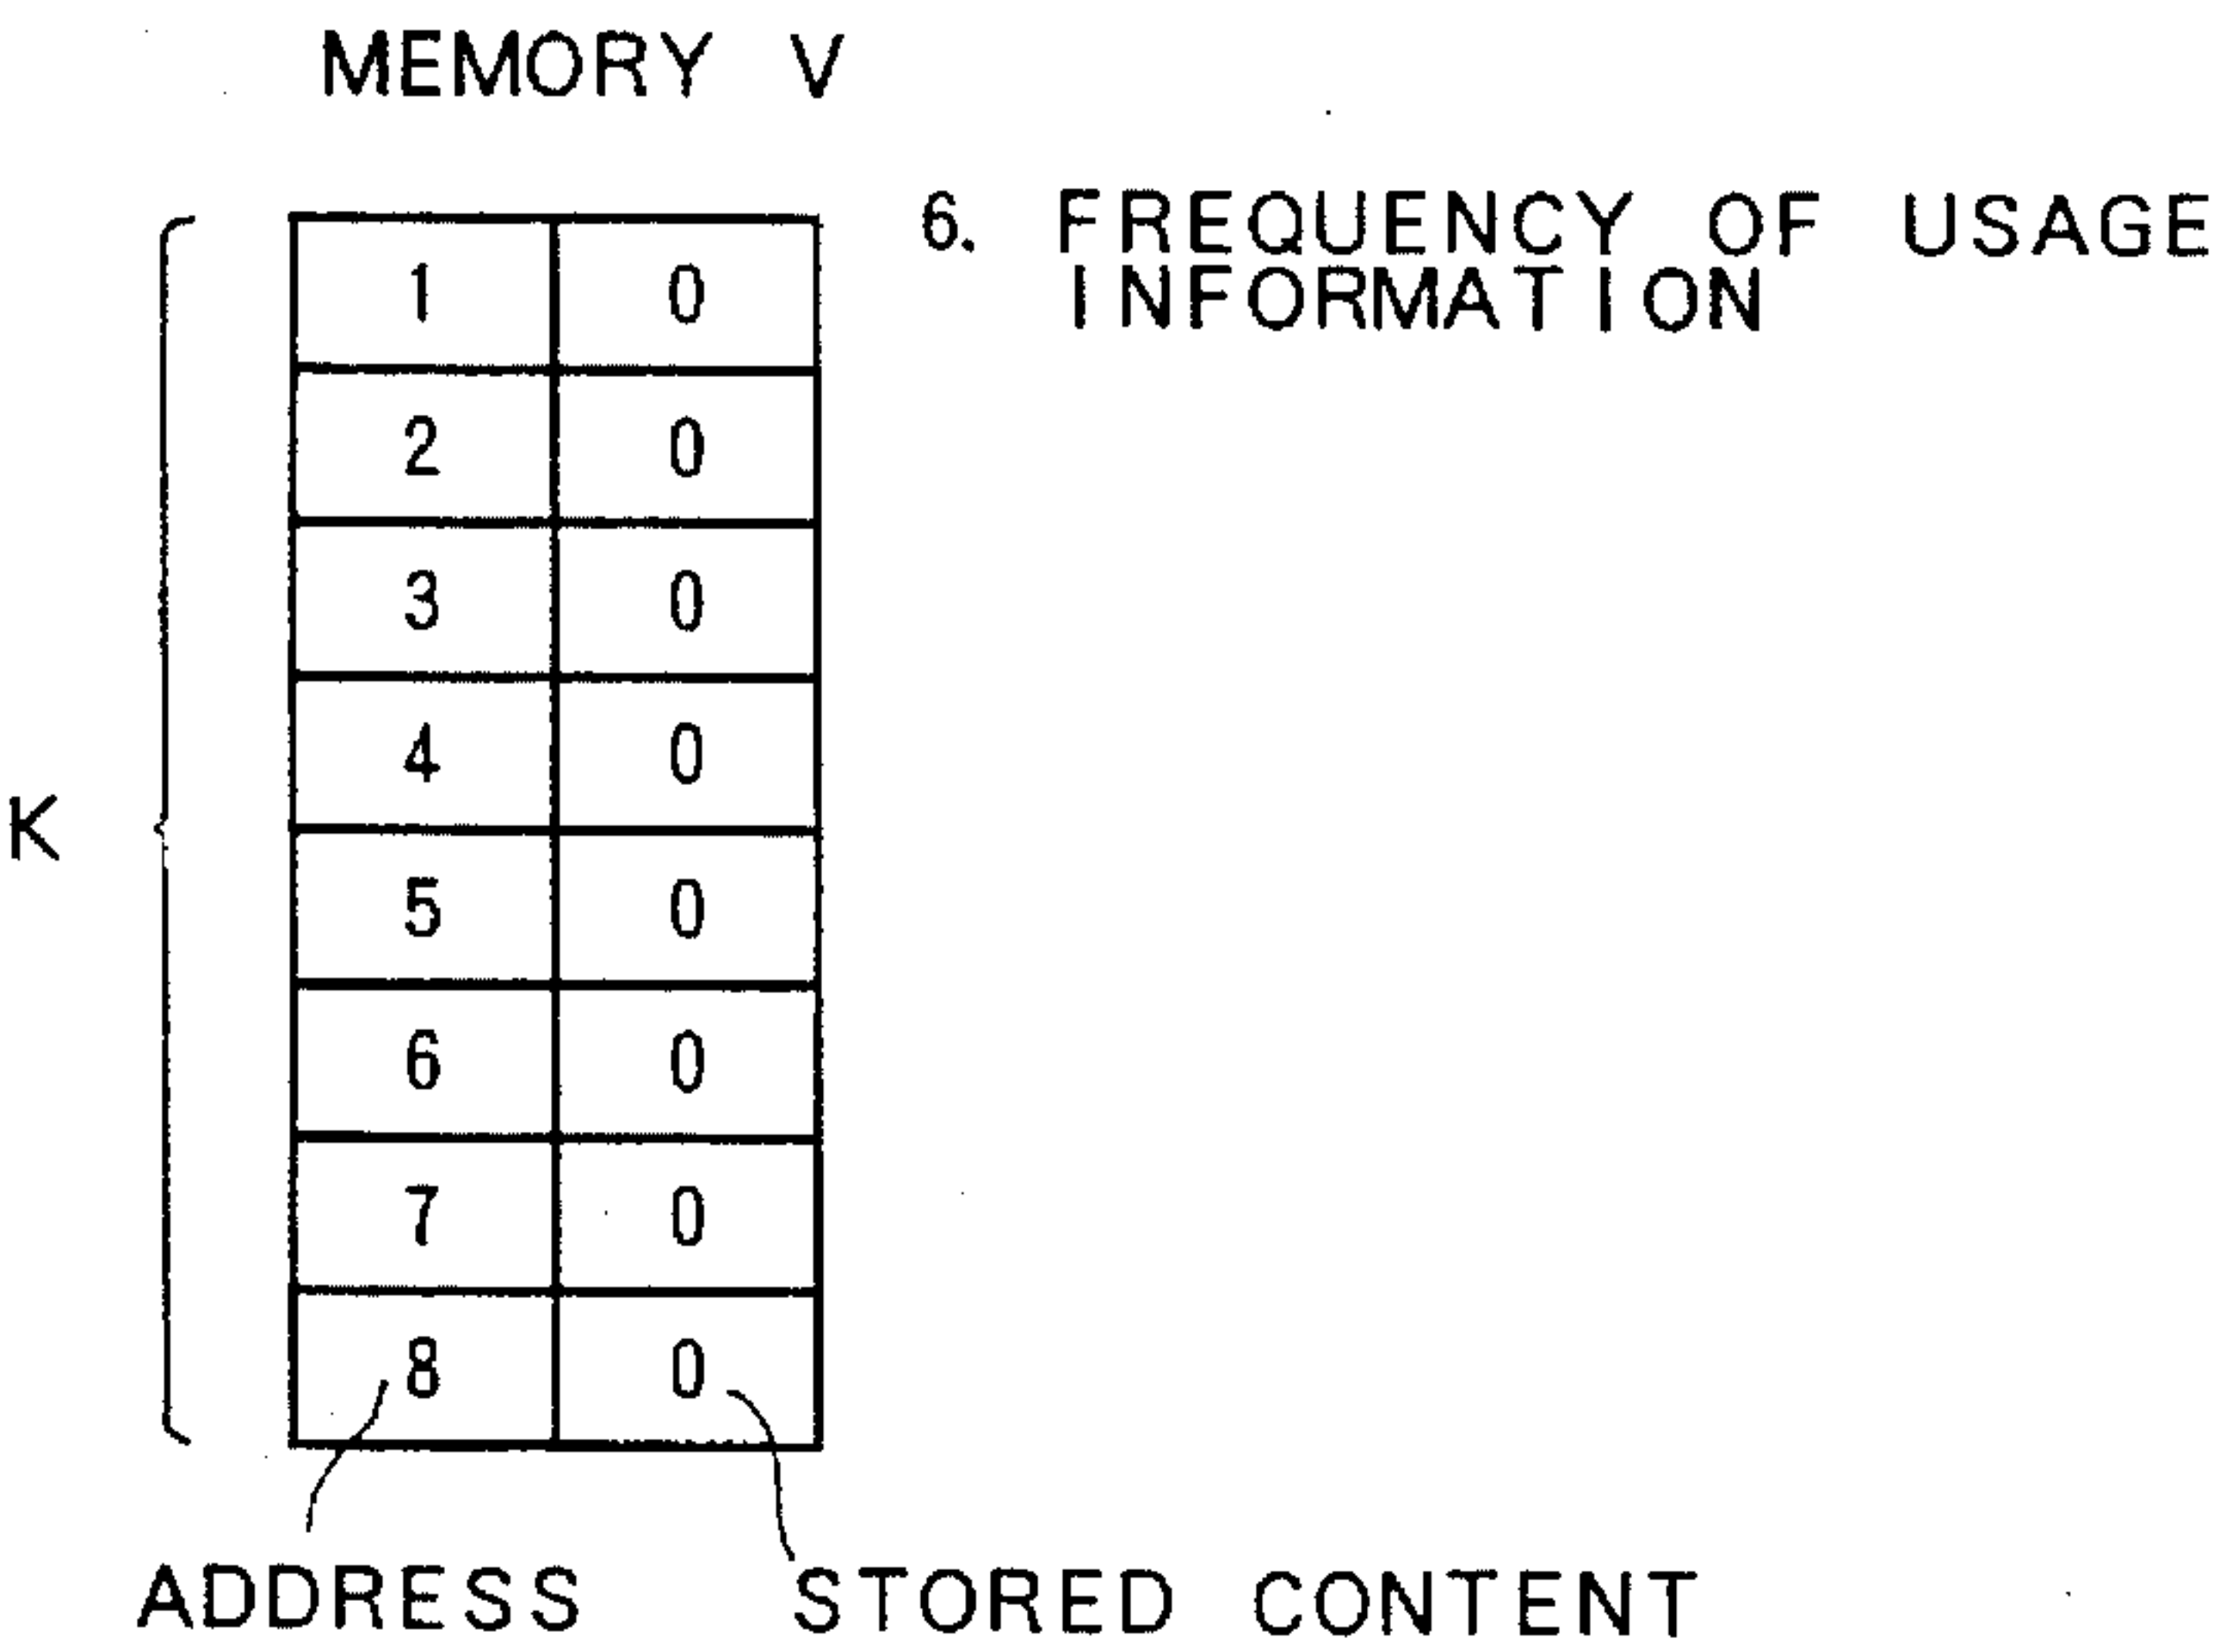 MEMORY V
6. FREQUENCY OF USAGE
INFORMATION
1 0
2 0
3 0
4 0
K
5 0
6 0
7 0
8 0
ADDRESS STORED CONTENT